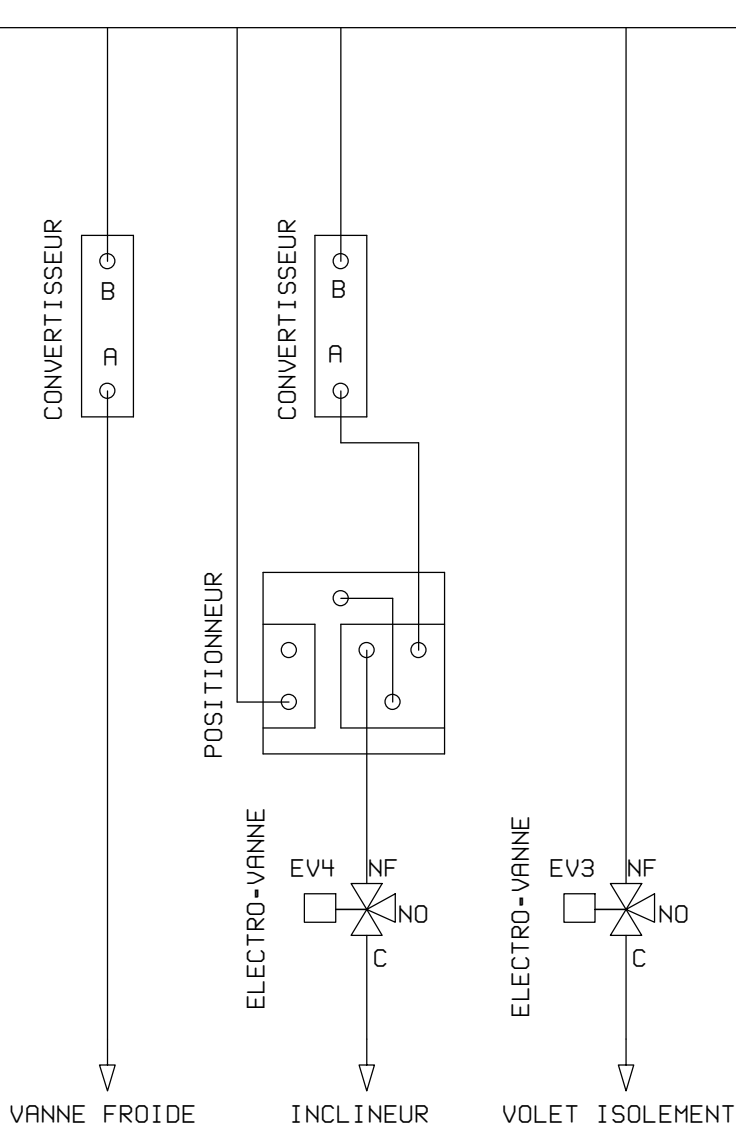 CONVERTISSEUR
B
A
CONVERTISSEUR
B
A
POSITIONNEUR
ELECTRO-VANNE
EV4
NF
NO
C
ELECTRO-VANNE
EV3
NF
NO
C
VANNE FROIDE
INCLINEUR
VOLET ISOLEMENT